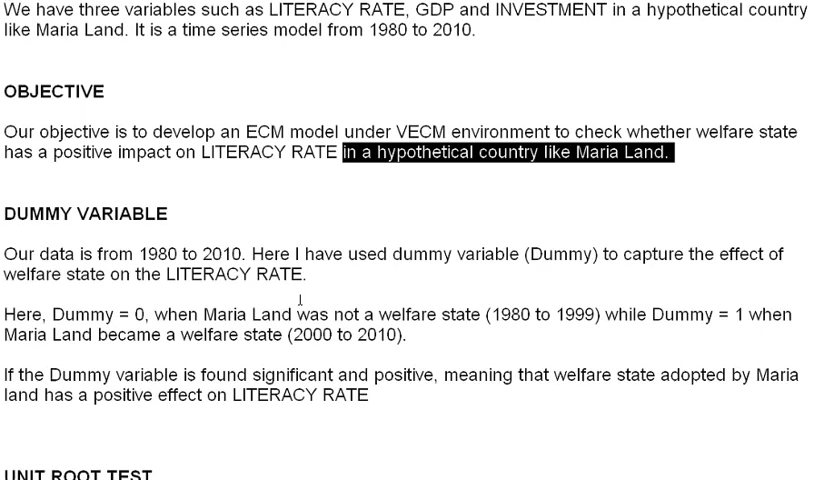 We have three variables such as LITERACY RATE, GDP and INVESTMENT in a hypothetical country
like Maria Land. It is a time series model from 1980 to 2010.
OBJECTIVE
Our objective is to develop an ECM model under VECM environment to check whether welfare state
has a positive impact on LITERACY RATE in a hypothetical country like Maria Land.
DUMMY VARIABLE
Our data is from 1980 to 2010. Here I have used dummy variable (Dummy) to capture the effect of
welfare state on the LITERACY RATE.
Here, Dummy = 0, when Maria Land was not a welfare state (1980 to 1999) while Dummy = 1 when
Maria Land became a welfare state (2000 to 2010).
If the Dummy variable is found significant and positive, meaning that welfare state adopted by Maria
land has a positive effect on LITERACY RATE
UNIT ROOT TEST